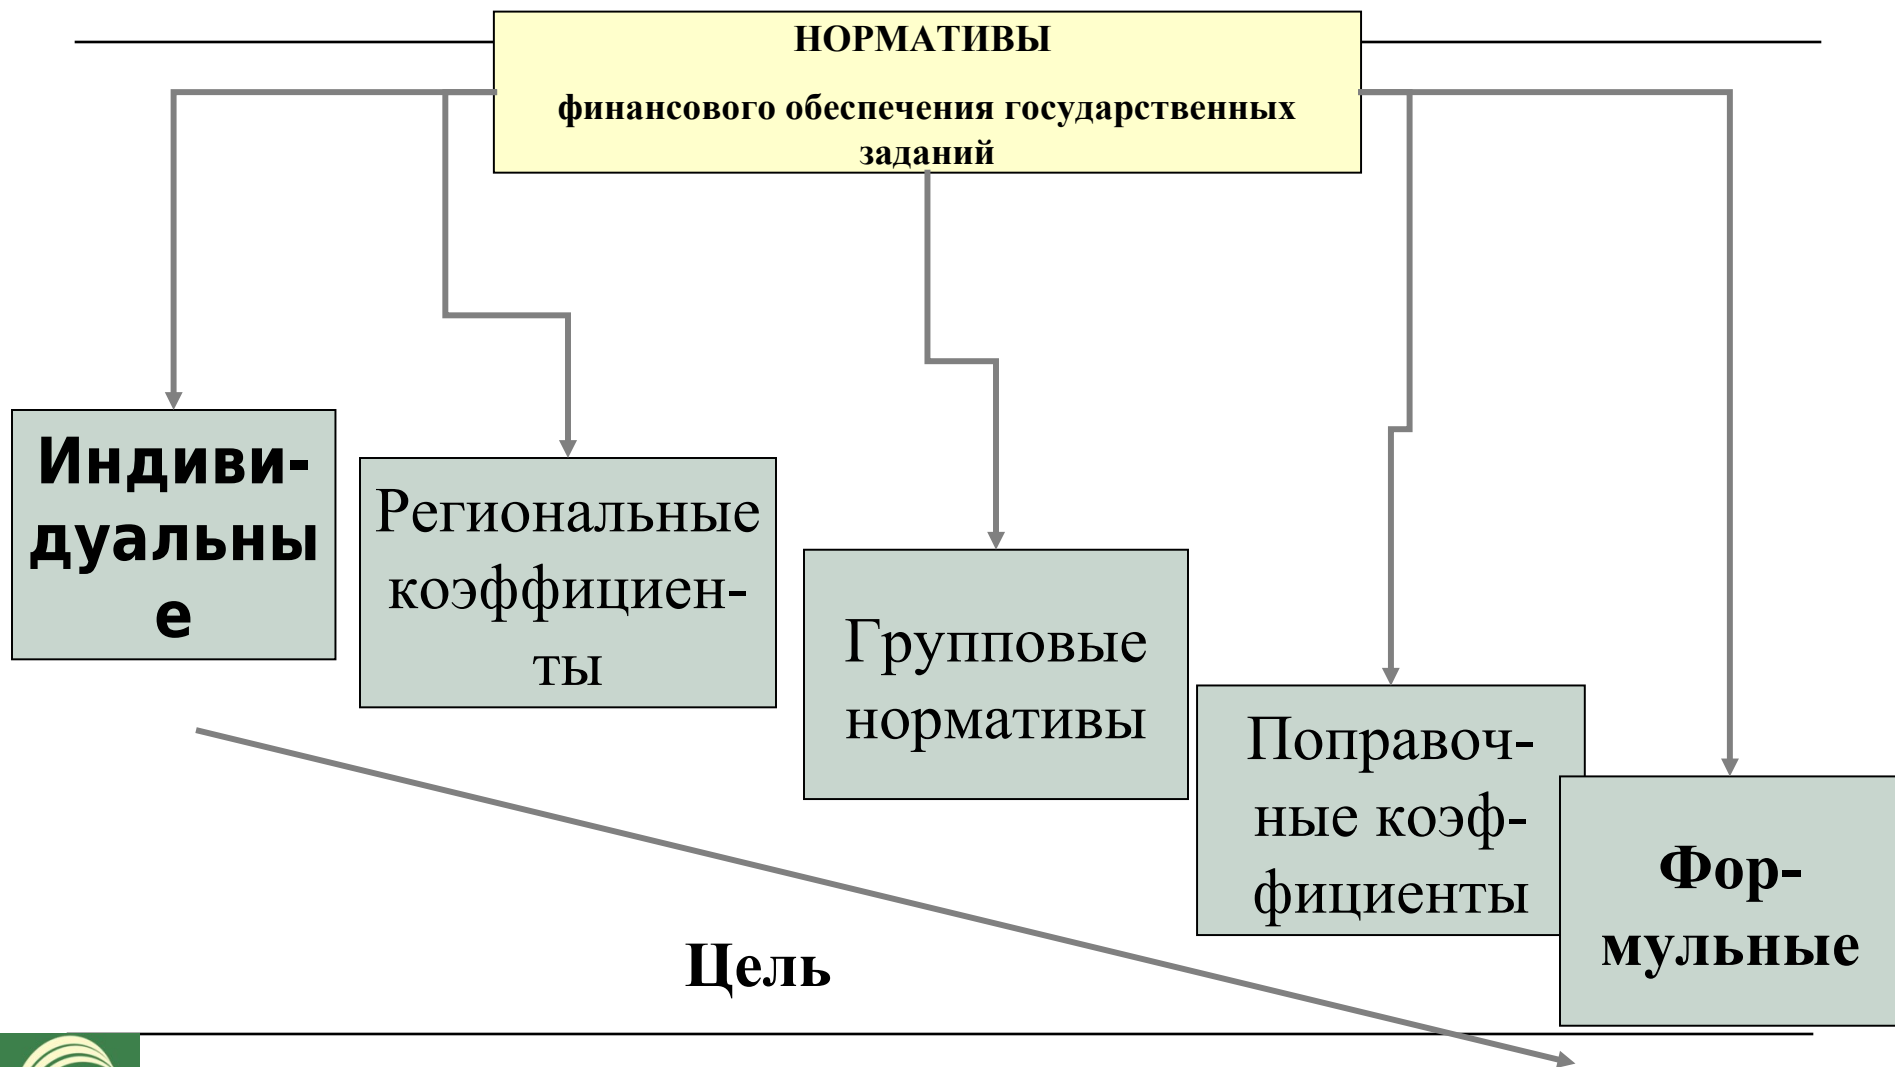 НОРМАТИВЫ
финансового обеспечения государственных
заданий
Индиви-
дуальны
е
Региональные
коэффициен-
ты
Групповые
нормативы
Поправоч-
ные коэф-
фициенты
Фор-
мульные
Цель